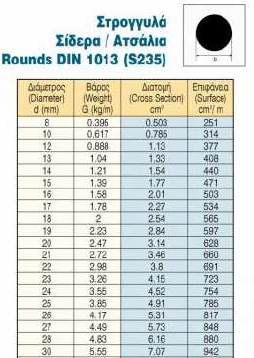 Στρογγυλά
Σίδερα / Ατσάλια
Rounds DIN 1013 (S235)
D
Διάμετρος Βάρος Διατομή Επιφάνεια
(Diameter) (Weight) (Cross Section) (Surface)
d (mm) G (kg/m) cm² cm²/ m
8 0.395 0.503 251
10 0.617 0.785 314
12 0.888 1.13 377
13 1.04 1.33 408
14 1.21 1.54 440
15 1.39 1.77 471
16 1.58 2.01 503
17 1.78 2.27 534
18 2 2.54 565
19 2.23 2.84 597
20 2.47 3.14 628
21 2.72 3.46 660
22 2.98 3.8 691
23 3.26 4.15 723
24 3.55 4.52 754
25 3.85 4.91 785
26 4.17 5.31 817
27 4.49 5.73 848
28 4.83 6.16 880
30 5.55 7.07 942